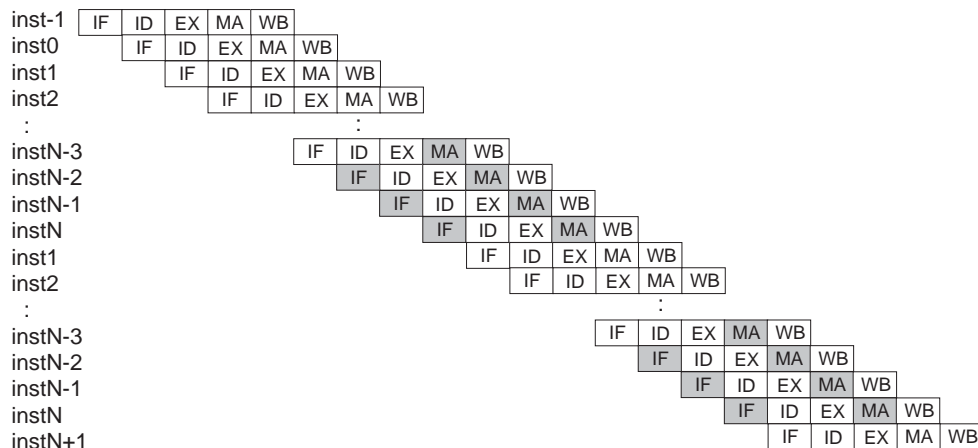 inst-1 IF ID EX MA WB
inst0 IF ID EX MA WB
inst1 IF ID EX MA WB
inst2 IF ID EX MA WB
: :
instN-3 IF ID EX MA WB
instN-2 IF ID EX MA WB
instN-1 IF ID EX MA WB
instN IF ID EX MA WB
inst1 IF ID EX MA WB
inst2 IF ID EX MA WB
: :
instN-3 IF ID EX MA WB
instN-2 IF ID EX MA WB
instN-1 IF ID EX MA WB
instN IF ID EX MA WB
instN+1 IF ID EX MA WB